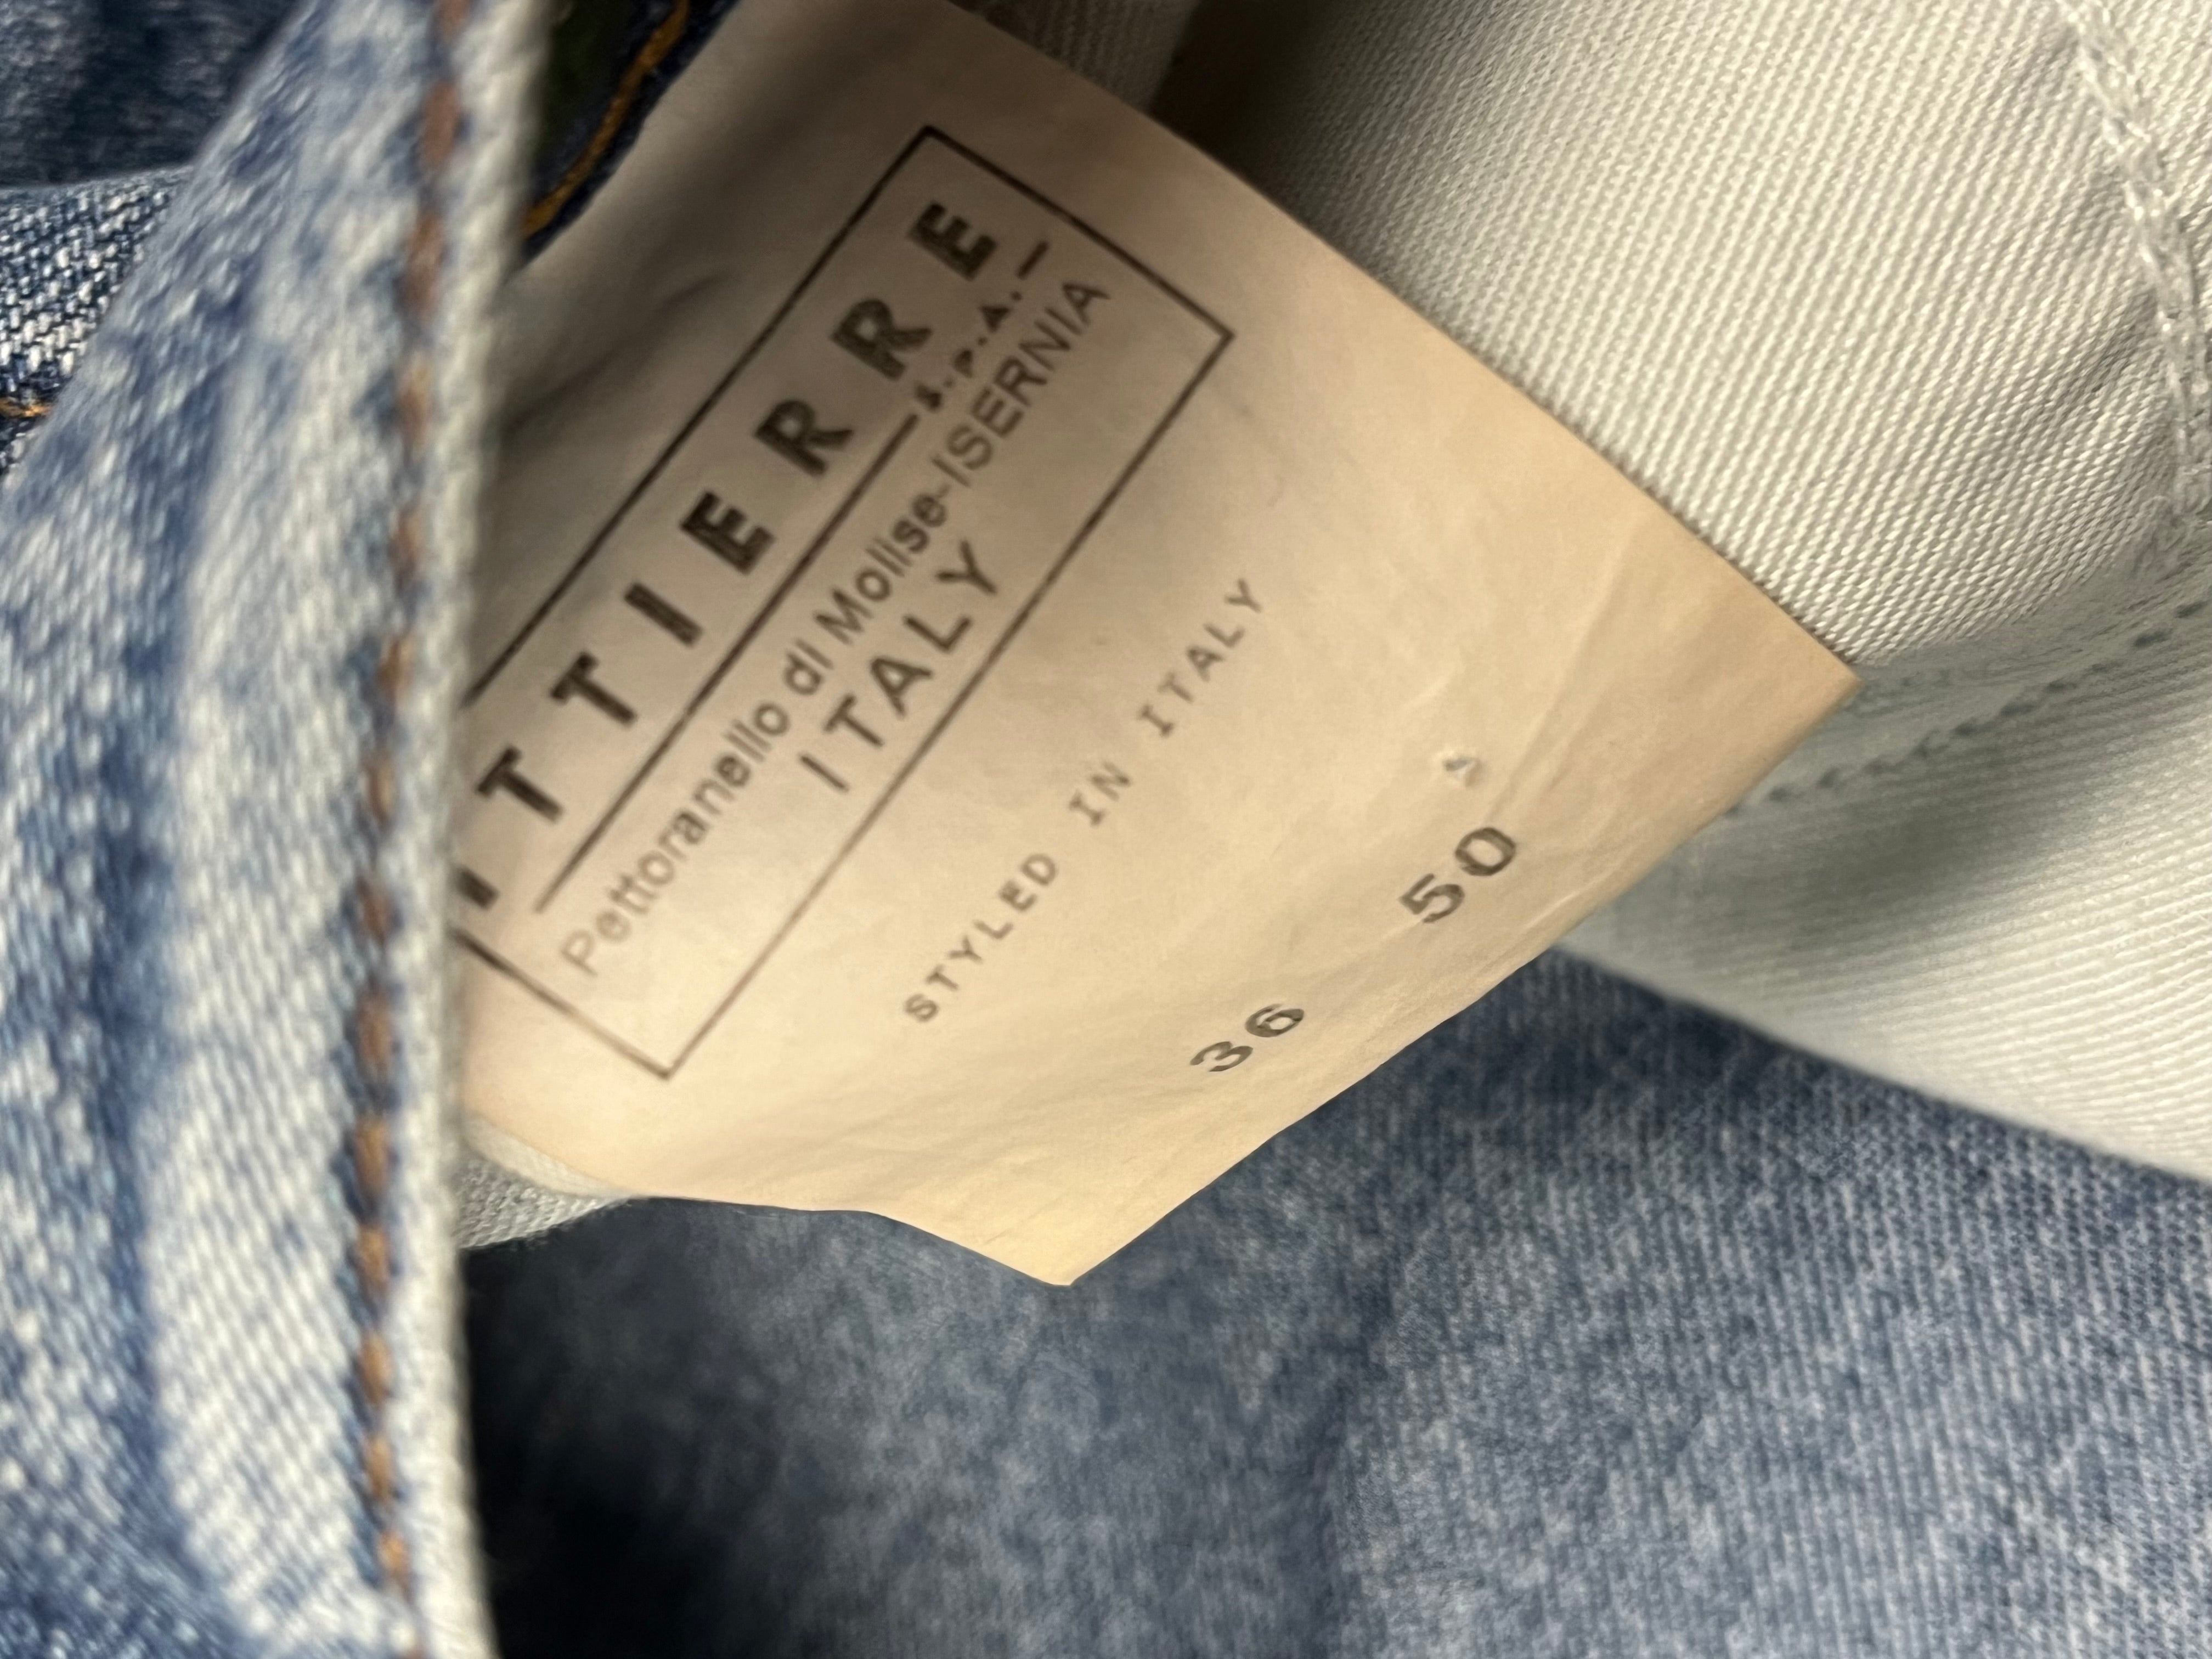 ITTIERRE
S.P.A.
Pettoranello di Molise-ISERNIA
ITALY
STYLED IN ITALY
36 50